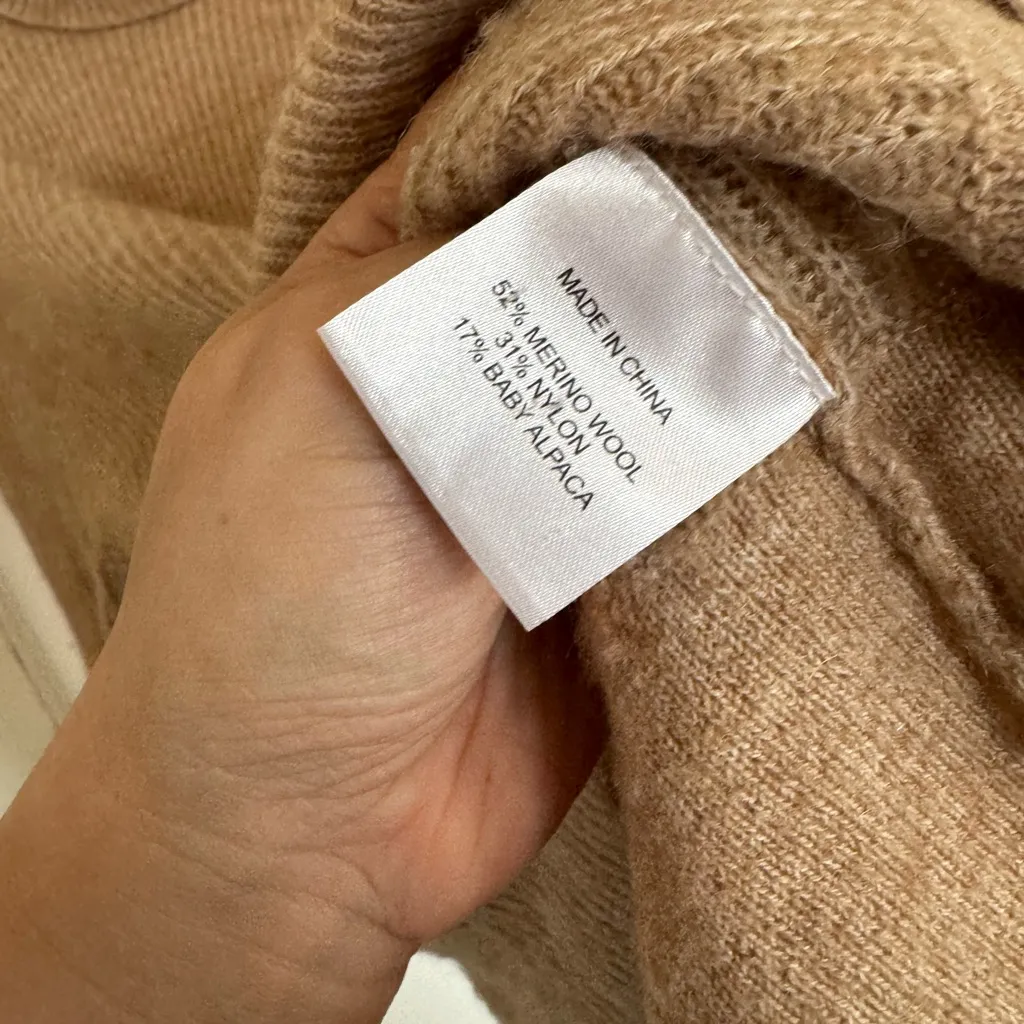 MADE IN CHINA
52% MERINO WOOL
31% NYLON
17% BABY ALPACA